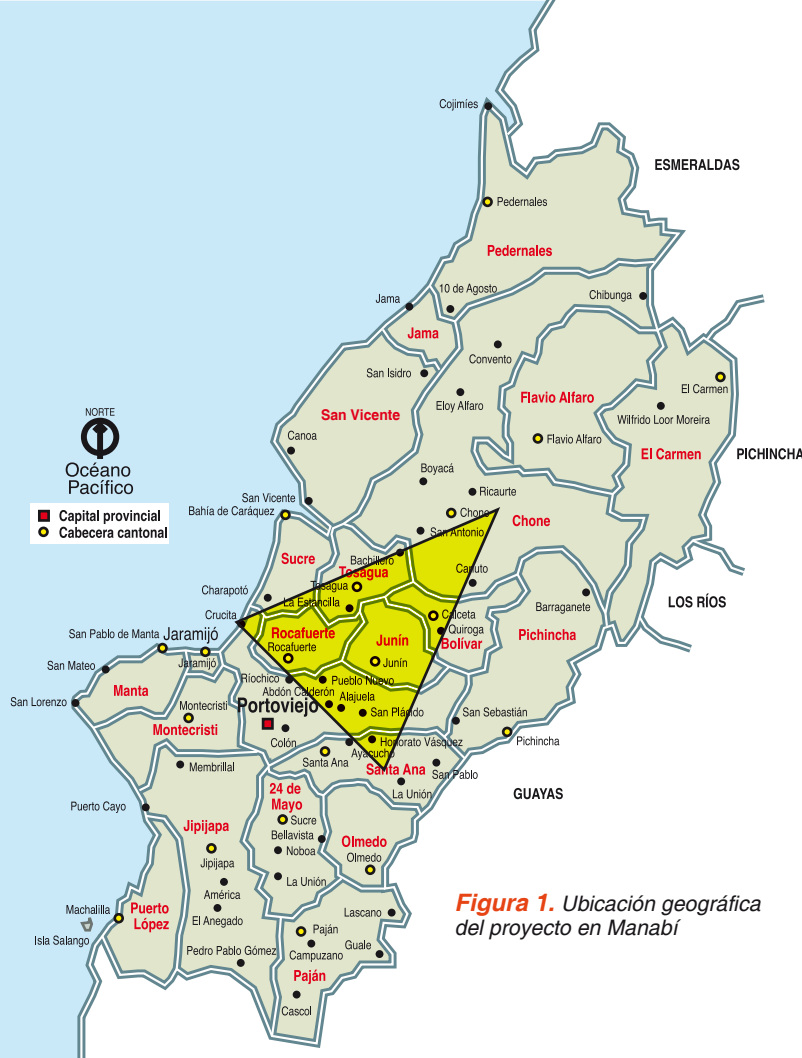 Cojimíes
ESMERALDAS
Pedernales
Pedernales
10 de Agosto
Chibunga
Jama
Jama
Convento
San Isidro
El Carmen
Eloy Alfaro
Flavio Alfaro
Wilfrido Loor Moreira
San Vicente
NORTE
Canoa
Flavio Alfaro
El Carmen
PICHINCHA
Océano
Pacífico
Boyacá
Ricaurte
San Vicente
Bahía de Caráquez
Capital provincial
Cabecera cantonal
Chone
Chone
San Antonio
Sucre
Bachillero
Tosagua
Tosagua
Canuto
Charapotó
La Estancilla
Barraganete
LOS RÍOS
Crucita
Calceta
Quiroga
Rocafuerte
Junín
Bolívar
Pichincha
San Pablo de Manta
Jaramijó
Rocafuerte
Jaramijó
Junín
San Mateo
Ríochico
Pueblo Nuevo
Manta
Abdón Calderón
Alajuela
San Lorenzo
Montecristi
Portoviejo
San Plácido
San Sebastián
Montecristi
Colón
Honorato Vásquez
Pichincha
Ayacucho
Santa Ana
Membrillal
Santa Ana
San Pablo
24 de
Mayo
La Unión
GUAYAS
Puerto Cayo
Sucre
Jipijapa
Bellavista
Olmedo
Noboa
Jipijapa
Olmedo
La Unión
América
Puerto
López
Machalilla
El Anegado
Lascano
Figura 1. Ubicación geográfica
del proyecto en Manabí
Isla Salango
Paján
Pedro Pablo Gómez
Campuzano
Guale
Paján
Cascol